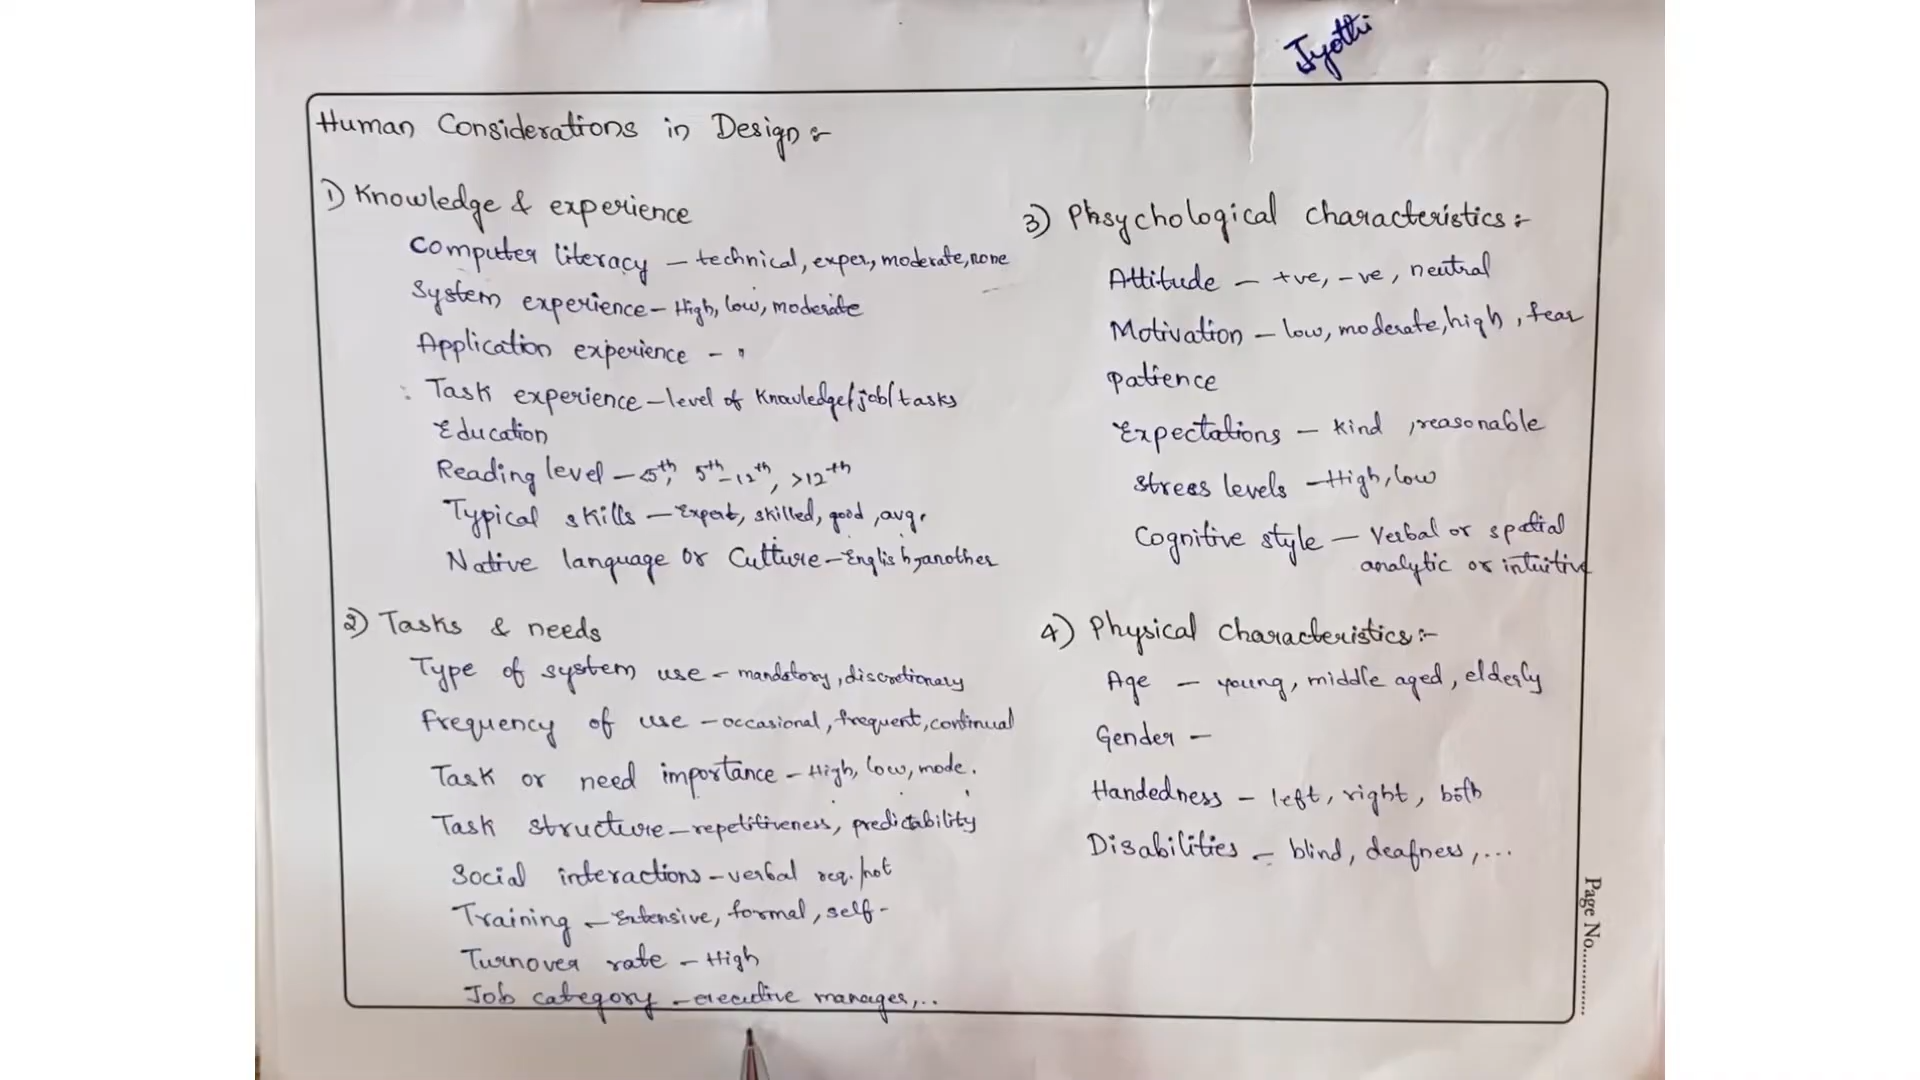 Jyothi
Human Considerations in Design :-
1) Knowledge & experience
Computer literacy - technical, exper, moderate, none
System experience - High, low, moderate
Application experience - "
Task experience - level of Knowledge/job/tasks
Education
Reading level - <5th, 5th-12th, >12th
Typical skills - Expert, skilled, good, avg.
Native language or Culture - English, another
2) Tasks & needs
Type of system use - mandatory, discretionary
Frequency of use - occasional, frequent, continual
Task or need importance - High, low, mode.
Task structure - repetitiveness, predictability
Social interactions - verbal req./not
Training - Extensive, formal, self-
Turnover rate - High
Job category - executive manager,..
3) Phsychological characteristics :-
Attitude - +ve, -ve, neutral
Motivation - low, moderate, high, fear
patience
Expectations - Kind, reasonable
Stress levels - High, low
Cognitive style - Verbal or spatial
analytic or intuitive
4) Physical characteristics :-
Age - young, middle aged, elderly
Gender -
Handedness - left, right, both
Disabilities - blind, deafness, ...
Page No............